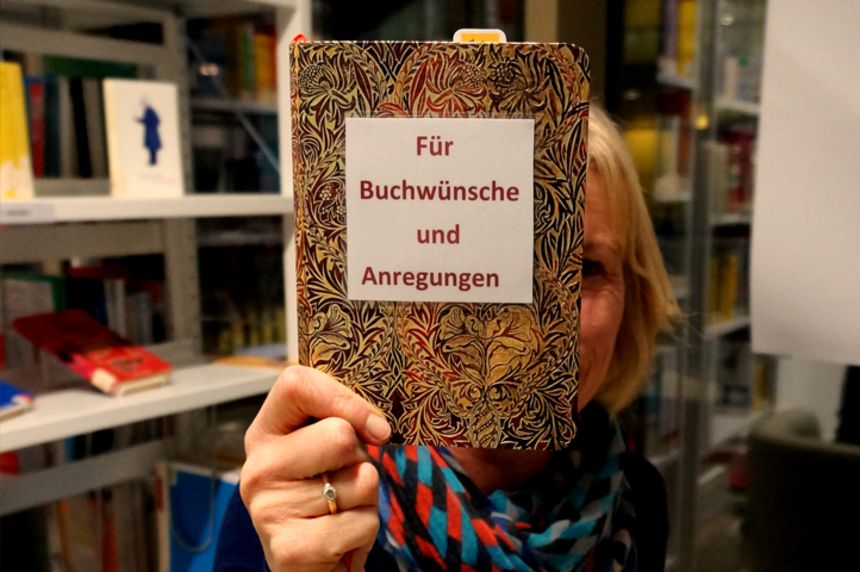 Für
Buchwünsche
und
Anregungen